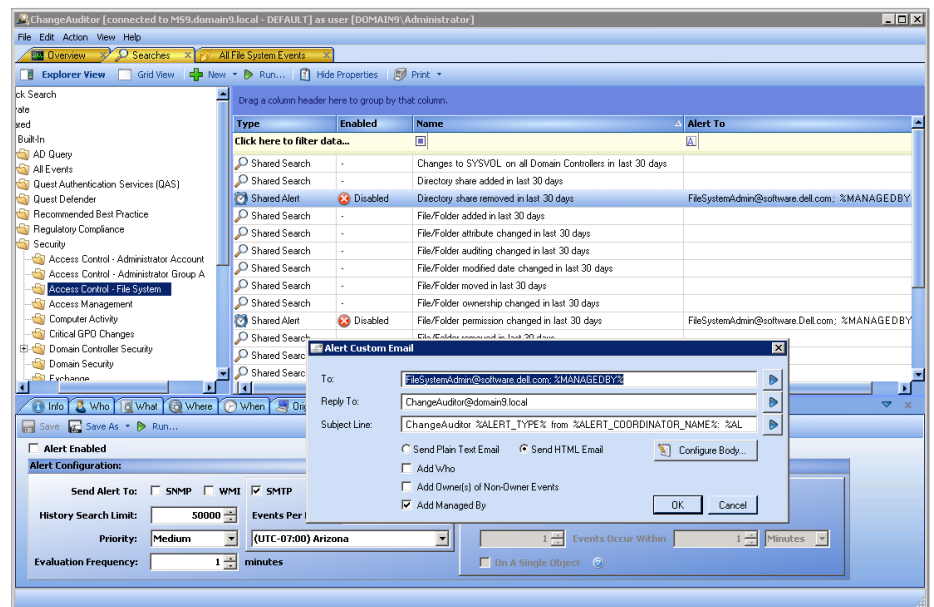 ChangeAuditor [connected to MS9.domain9.local - DEFAULT] as user [DOMAIN9\Administrator]
File Edit Action View Help
Overview Searches All File System Events
Explorer View Grid View New Run... Hide Properties Print
ck Search
vate
ared
Built-In
AD Query
All Events
Quest Authentication Services (QAS)
Quest Defender
Recommended Best Practice
Regulatory Compliance
Security
Access Control - Administrator Account
Access Control - Administrator Group A
Access Control - File System
Access Management
Computer Activity
Critical GPO Changes
Domain Controller Security
Domain Security
Exchange
Drag a column header here to group by that column.
Type Enabled Name Alert To
Click here to filter data...
Shared Search - Changes to SYSVOL on all Domain Controllers in last 30 days
Shared Search - Directory share added in last 30 days
Shared Alert Disabled Directory share removed in last 30 days FileSystemAdmin@software.dell.com; %MANAGEDBY
Shared Search - File/Folder added in last 30 days
Shared Search - File/Folder attribute changed in last 30 days
Shared Search - File/Folder auditing changed in last 30 days
Shared Search - File/Folder modified date changed in last 30 days
Shared Search - File/Folder moved in last 30 days
Shared Search - File/Folder ownership changed in last 30 days
Shared Alert Disabled File/Folder permission changed in last 30 days FileSystemAdmin@software.Dell.com; %MANAGEDBY
Shared Search - File/Folder removed in last 30 days
Shared Searc
Shared Searc
Alert Custom Email
To: FileSystemAdmin@software.dell.com; %MANAGEDBY%
Reply To: ChangeAuditor@domain9.local
Subject Line: ChangeAuditor %ALERT_TYPE% from %ALERT_COORDINATOR_NAME%: %AL
Send Plain Text Email Send HTML Email Configure Body...
Add Who
Add Owner(s) of Non-Owner Events
Add Managed By
OK Cancel
Info Who What Where When Orig
Save Save As Run...
Alert Enabled
Alert Configuration:
Send Alert To: SNMP WMI SMTP
History Search Limit: 50000 Events Per
Priority: Medium (UTC-07:00) Arizona 1 Events Occur Within 1 Minutes
Evaluation Frequency: 1 minutes On A Single Object